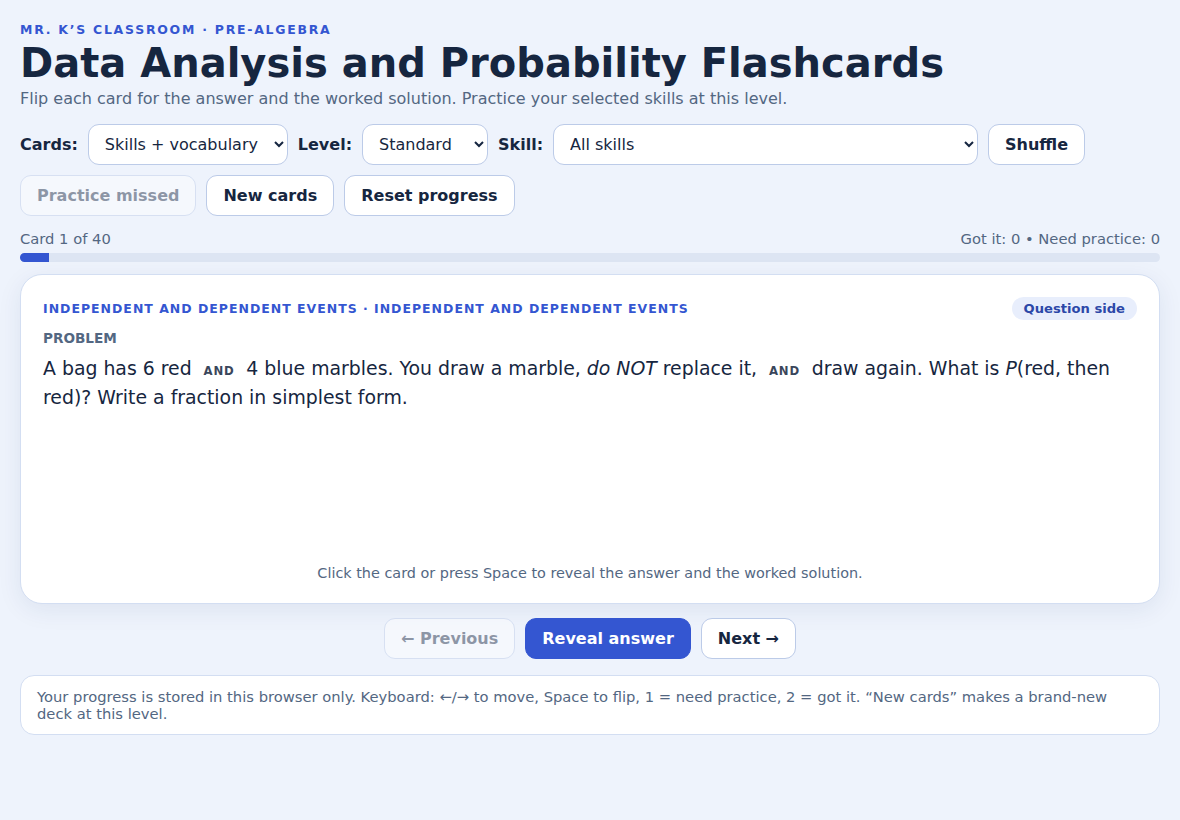 MR. K’S CLASSROOM · PRE-ALGEBRA
Data Analysis and Probability Flashcards
Flip each card for the answer and the worked solution. Practice your selected skills at this level.
Cards: Skills + vocabulary Level: Standard Skill: All skills Shuffle
Practice missed New cards Reset progress
Card 1 of 40 Got it: 0 • Need practice: 0
INDEPENDENT AND DEPENDENT EVENTS · INDEPENDENT AND DEPENDENT EVENTS Question side
PROBLEM
A bag has 6 red AND 4 blue marbles. You draw a marble, do NOT replace it, AND draw again. What is P(red, then
red)? Write a fraction in simplest form.
Click the card or press Space to reveal the answer and the worked solution.
← Previous Reveal answer Next →
Your progress is stored in this browser only. Keyboard: ←/→ to move, Space to flip, 1 = need practice, 2 = got it. “New cards” makes a brand-new
deck at this level.